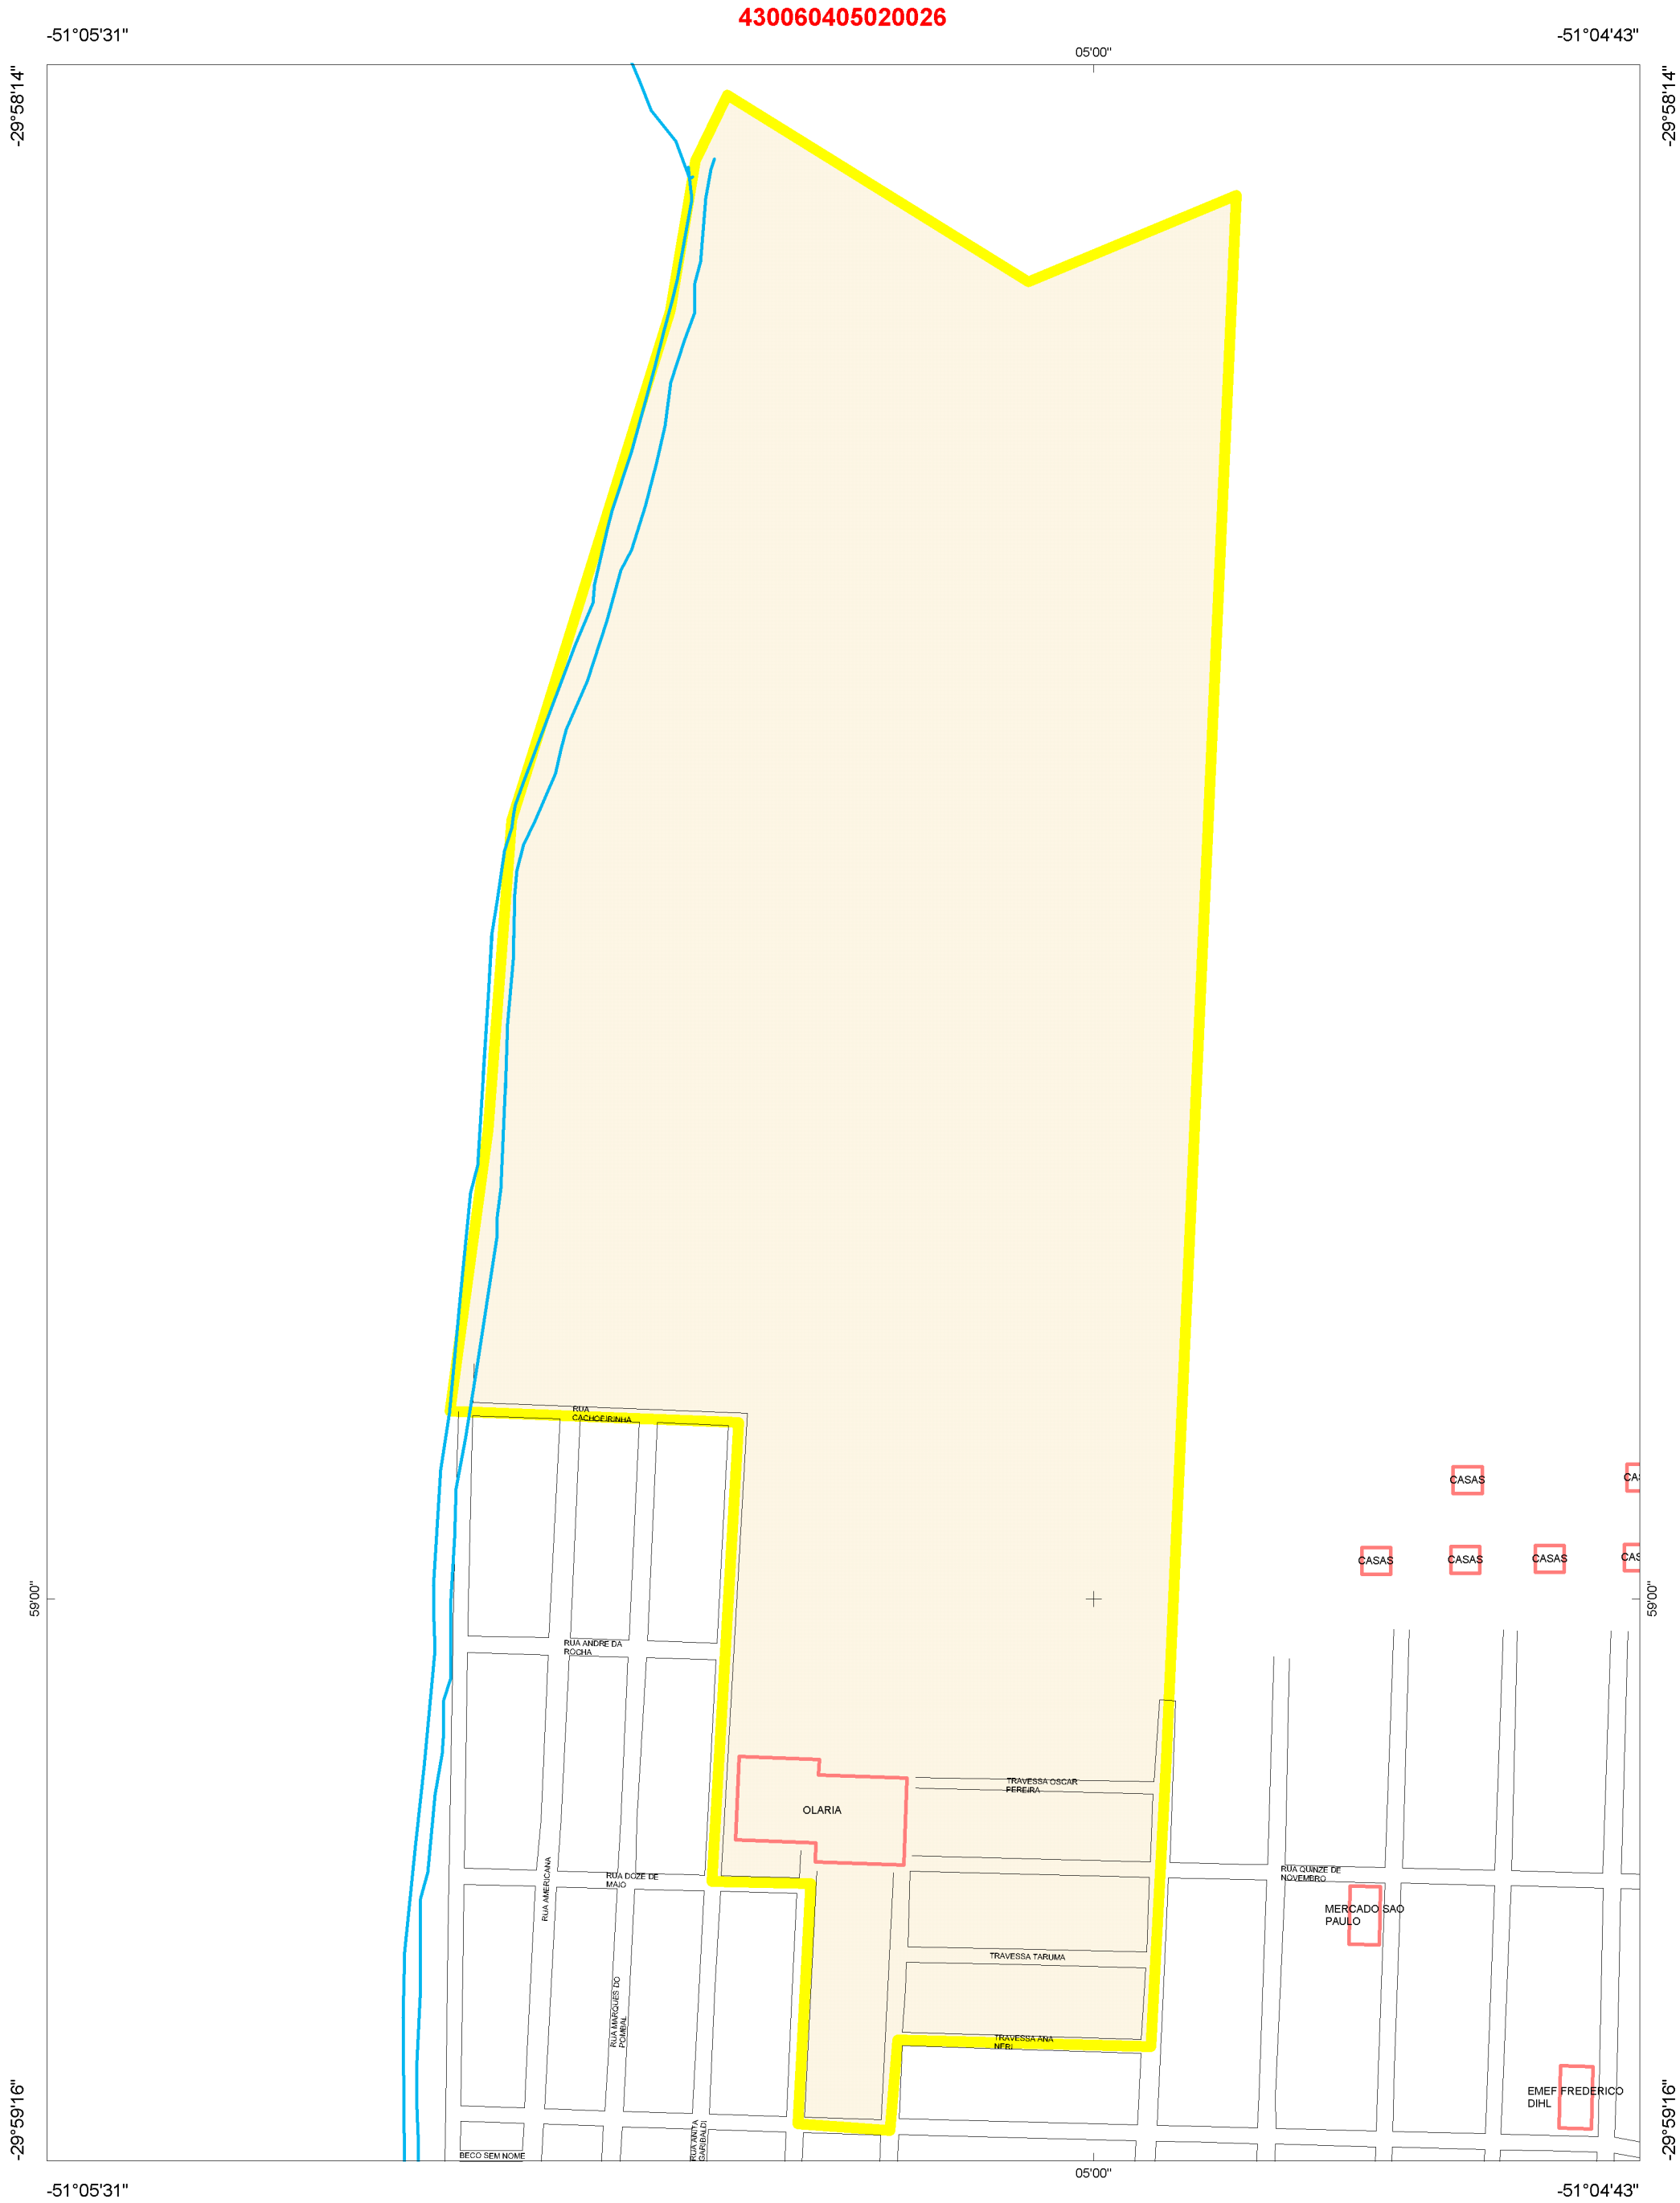 430060405020026
-51°05'31"
-51°04'43"
05'00"
-29°58'14"
-29°58'14"
RUA
CACHOEIRINHA
CASAS
CAS
CASAS
CASAS
CASAS
CAS
59'00"
59'00"
RUA ANDRE DA
ROCHA
TRAVESSA OSCAR
PEREIRA
OLARIA
RUA DOZE DE
MAIO
RUA AMERICANA
RUA QUINZE DE
NOVEMBRO
MERCADO SAO
PAULO
TRAVESSA TARUMA
RUA MARQUES DO
POMBAL
TRAVESSA ANA
NERI
EMEF FREDERICO
DIHL
RUA ANITA
GARIBALDI
BECO SEM NOME
-29°59'16"
-29°59'16"
05'00"
-51°05'31"
-51°04'43"